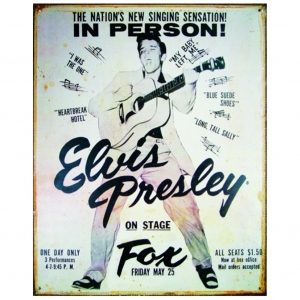 THE NATION'S NEW SINGING SENSATION!
IN PERSON!
"I WAS
THE ONE"
"MY BABY
LEFT ME"
"HEARTBREAK
HOTEL"
"BLUE SUEDE
SHOES"
"LONG, TALL SALLY"
Elvis
Presley
ON STAGE
Fox
FRIDAY MAY 25
ONE DAY ONLY
3 Performances
4-7-9:45 P. M.
ALL SEATS $1.50
Now at box office
Mail orders accepted